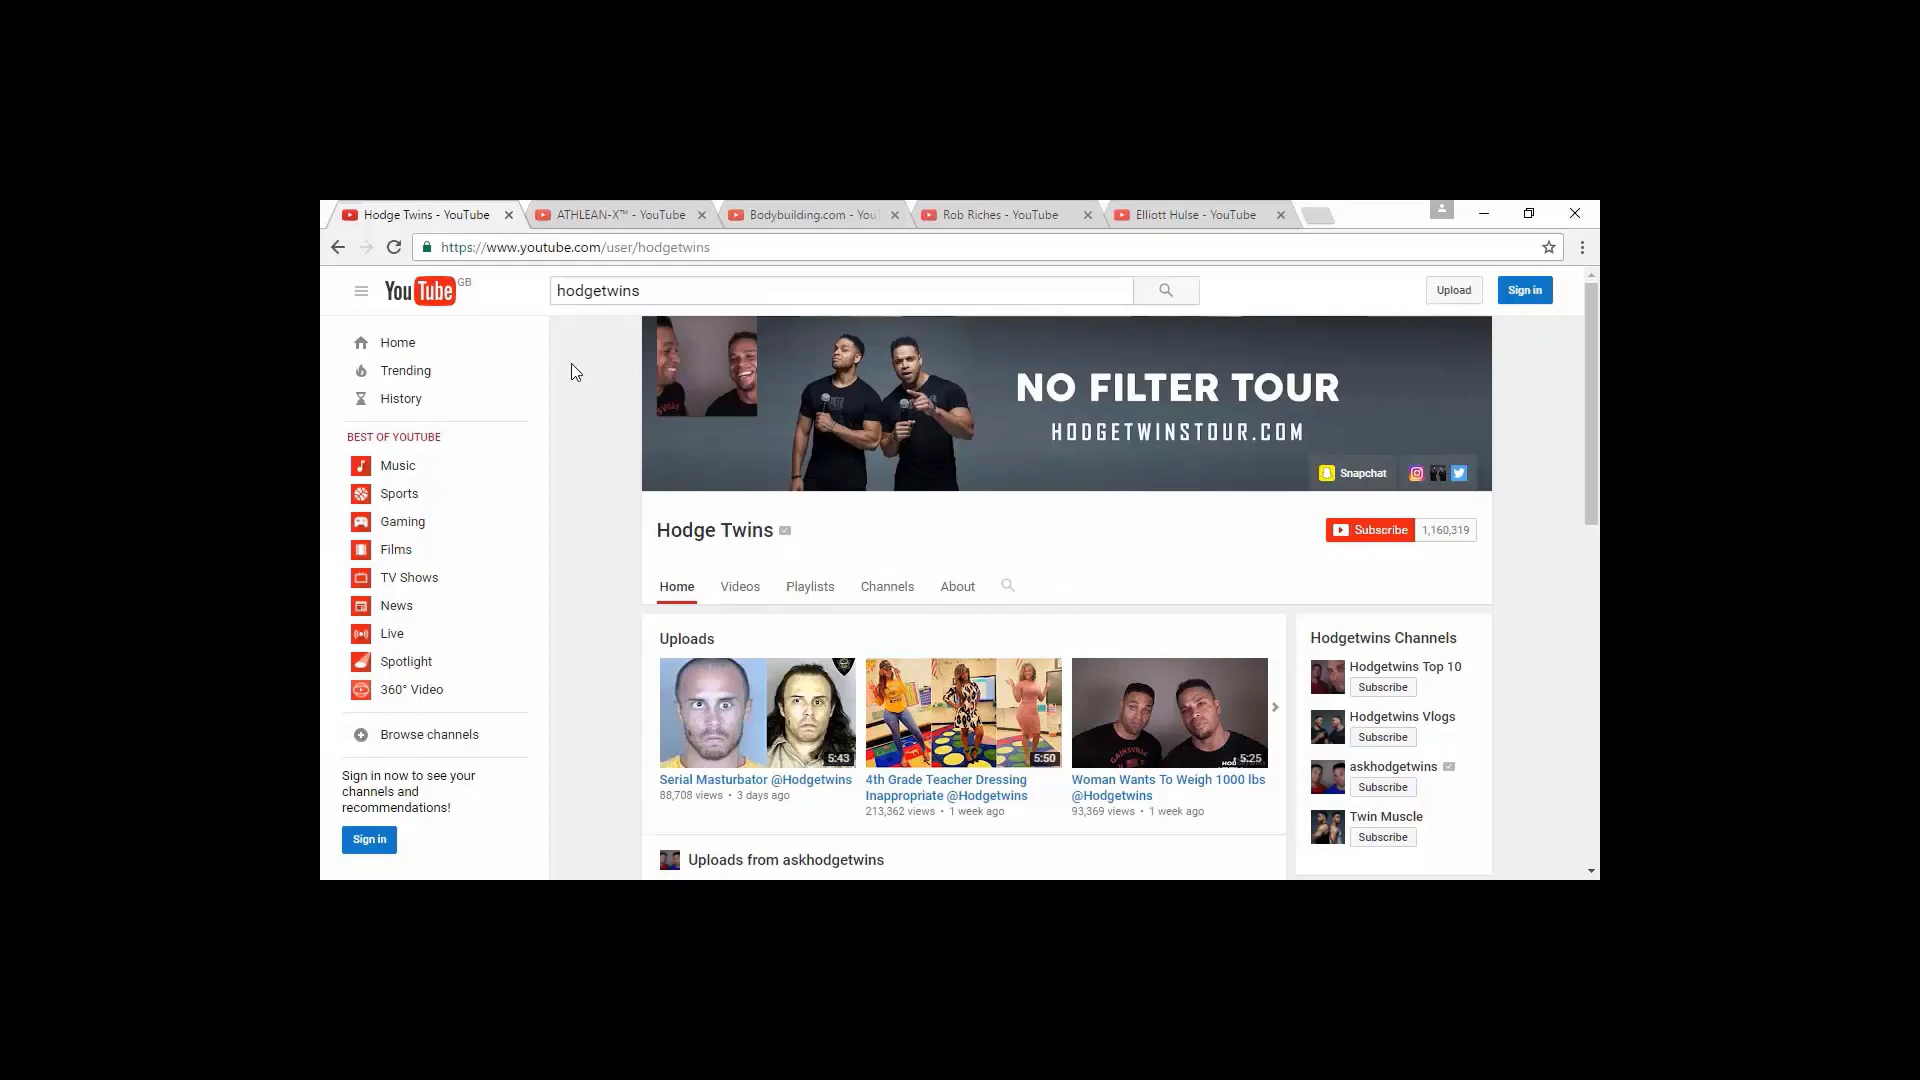 Hodge Twins - YouTube
ATHLEAN-X™ - YouTube
Bodybuilding.com - You
Rob Riches - YouTube
Elliott Hulse - YouTube
https://www.youtube.com/user/hodgetwins
YouTube GB
hodgetwins
Upload
Sign in
Home
Trending
History
BEST OF YOUTUBE
Music
Sports
Gaming
Films
TV Shows
News
Live
Spotlight
360° Video
Browse channels
Sign in now to see your
channels and
recommendations!
Sign in
NO FILTER TOUR
HODGETWINSTOUR.COM
Snapchat
Hodge Twins
Subscribe 1,160,319
Home
Videos
Playlists
Channels
About
Uploads
5:43
Serial Masturbator @Hodgetwins
88,708 views • 3 days ago
5:50
4th Grade Teacher Dressing
Inappropriate @Hodgetwins
213,362 views • 1 week ago
GAINSVILLE
5:25
Woman Wants To Weigh 1000 lbs
@Hodgetwins
93,369 views • 1 week ago
Uploads from askhodgetwins
Hodgetwins Channels
Hodgetwins Top 10
Subscribe
Hodgetwins Vlogs
Subscribe
askhodgetwins
Subscribe
Twin Muscle
Subscribe